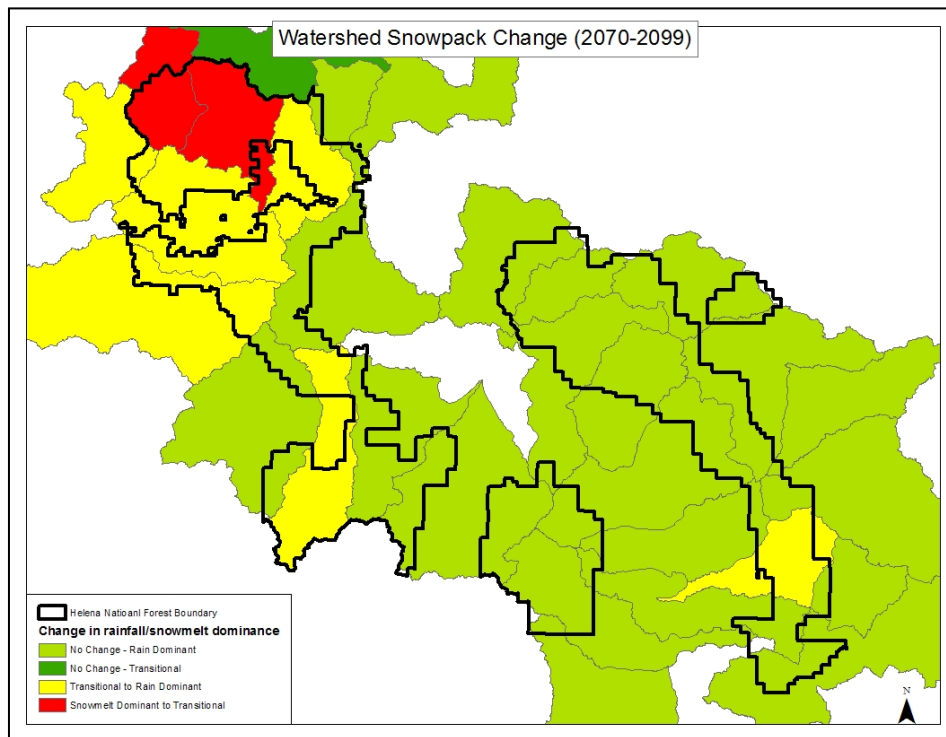 Watershed Snowpack Change (2070-2099)
Helena Natioanl Forest Boundary
Change in rainfall/snowmelt dominance
No Change - Rain Dominant
No Change - Transitional
Transitional to Rain Dominant
Snowmelt Dominant to Transitional
N